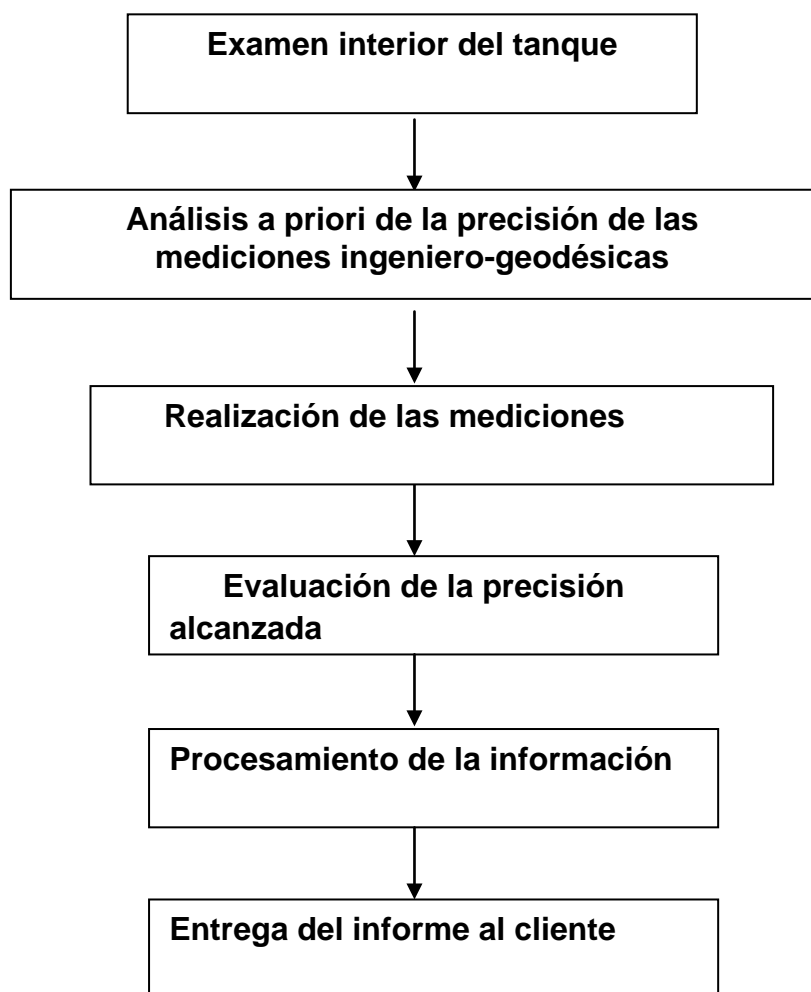 Examen interior del tanque
Análisis a priori de la precisión de las
mediciones ingeniero-geodésicas
Realización de las mediciones
Evaluación de la precisión
alcanzada
Procesamiento de la información
Entrega del informe al cliente